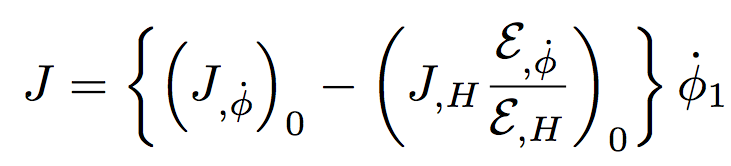 $J = \left\{ \left( J_{,\dot{\phi}} \right)_0 - \left( J_{,H} \frac{\mathcal{E}_{,\dot{\phi}}}{\mathcal{E}_{,H}} \right)_0 \right\} \dot{\phi}_1$